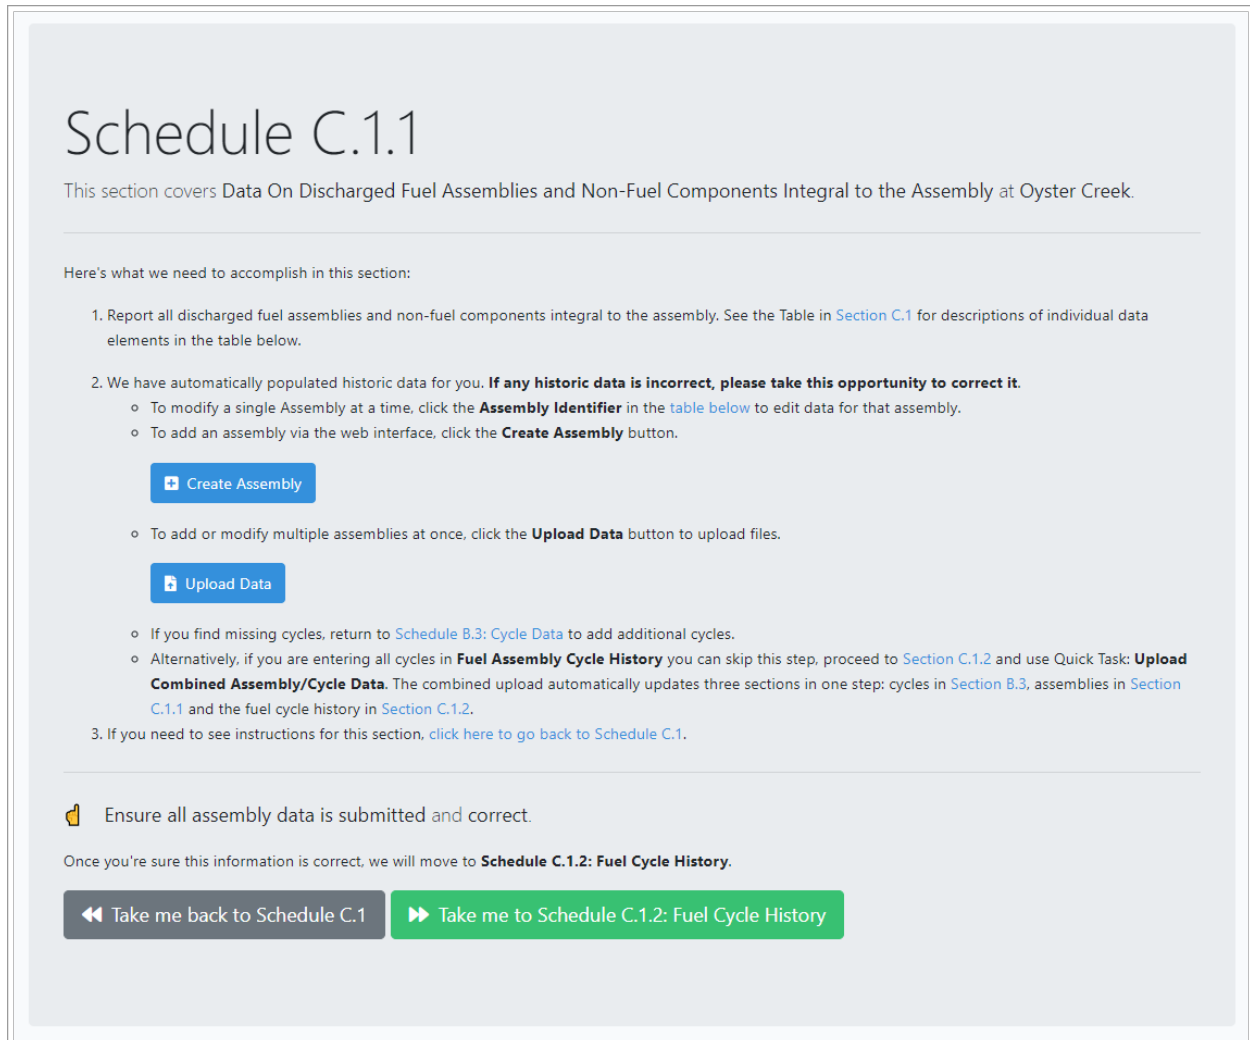 Schedule C.1.1
This section covers Data On Discharged Fuel Assemblies and Non-Fuel Components Integral to the Assembly at Oyster Creek.
Here's what we need to accomplish in this section:
1. Report all discharged fuel assemblies and non-fuel components integral to the assembly. See the Table in Section C.1 for descriptions of individual data
elements in the table below.
2. We have automatically populated historic data for you. If any historic data is incorrect, please take this opportunity to correct it.
To modify a single Assembly at a time, click the Assembly Identifier in the table below to edit data for that assembly.
To add an assembly via the web interface, click the Create Assembly button.
Create Assembly
To add or modify multiple assemblies at once, click the Upload Data button to upload files.
Upload Data
If you find missing cycles, return to Schedule B.3: Cycle Data to add additional cycles.
Alternatively, if you are entering all cycles in Fuel Assembly Cycle History you can skip this step, proceed to Section C.1.2 and use Quick Task: Upload
Combined Assembly/Cycle Data. The combined upload automatically updates three sections in one step: cycles in Section B.3, assemblies in Section
C.1.1 and the fuel cycle history in Section C.1.2.
3. If you need to see instructions for this section, click here to go back to Schedule C.1.
Ensure all assembly data is submitted and correct.
Once you're sure this information is correct, we will move to Schedule C.1.2: Fuel Cycle History.
Take me back to Schedule C.1 Take me to Schedule C.1.2: Fuel Cycle History